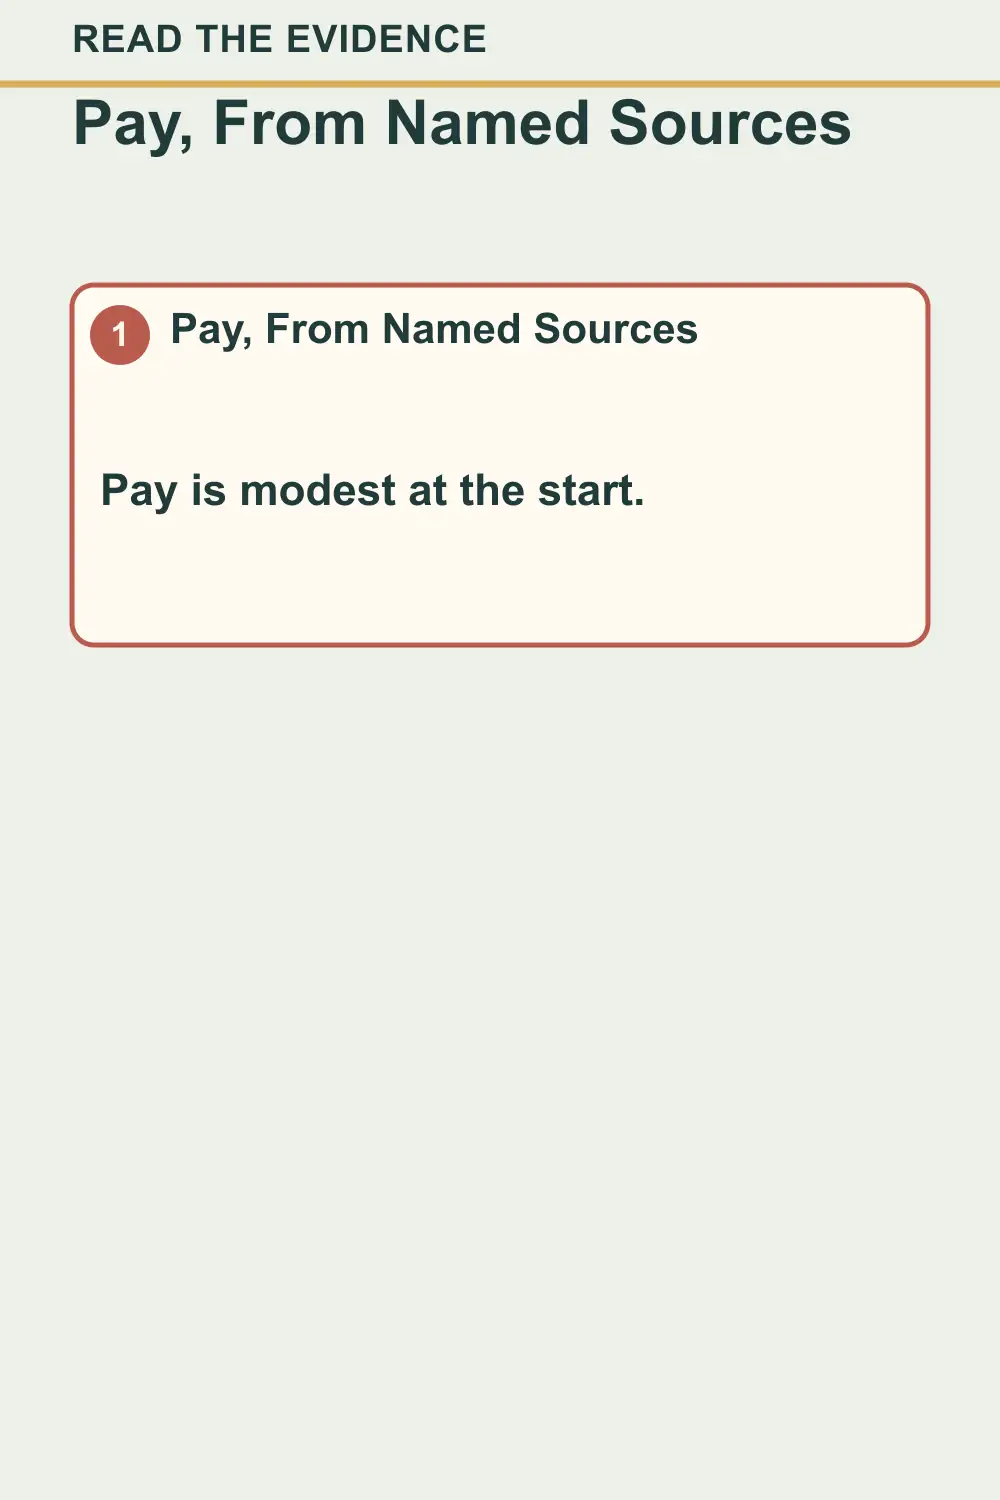 READ THE EVIDENCE
Pay, From Named Sources
1 Pay, From Named Sources
Pay is modest at the start.